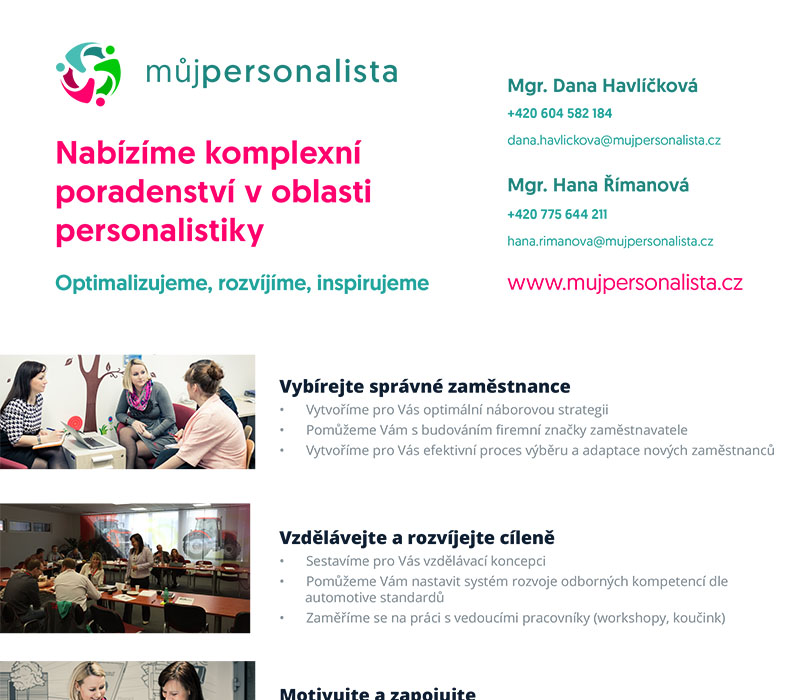 můjpersonalista
Nabízíme komplexní
poradenství v oblasti
personalistiky
Optimalizujeme, rozvíjíme, inspirujeme
Mgr. Dana Havlíčková
+420 604 582 184
dana.havlickova@mujpersonalista.cz
Mgr. Hana Římanová
+420 775 644 211
hana.rimanova@mujpersonalista.cz
www.mujpersonalista.cz
Vybírejte správné zaměstnance
• Vytvoříme pro Vás optimální náborovou strategii
• Pomůžeme Vám s budováním firemní značky zaměstnavatele
• Vytvoříme pro Vás efektivní proces výběru a adaptace nových zaměstnanců
Vzdělávejte a rozvíjejte cíleně
• Sestavíme pro Vás vzdělávací koncepci
• Pomůžeme Vám nastavit systém rozvoje odborných kompetencí dle
automotive standardů
• Zaměříme se na práci s vedoucími pracovníky (workshopy, koučink)
Motivujte a zapojujte